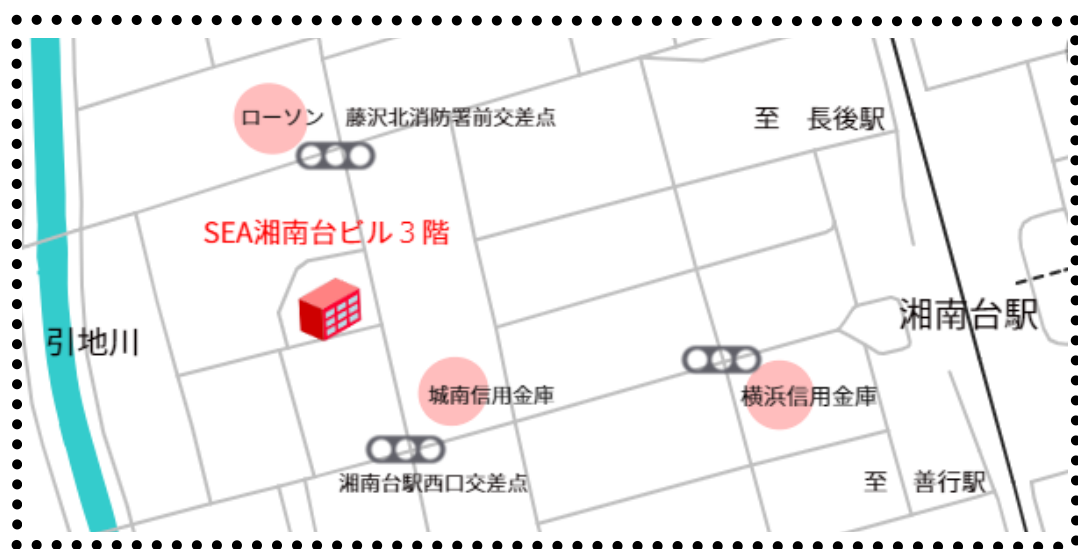 ローソン
藤沢北消防署前交差点
至　長後駅
SEA湘南台ビル３階
湘南台駅
引地川
城南信用金庫
横浜信用金庫
湘南台駅西口交差点
至　善行駅